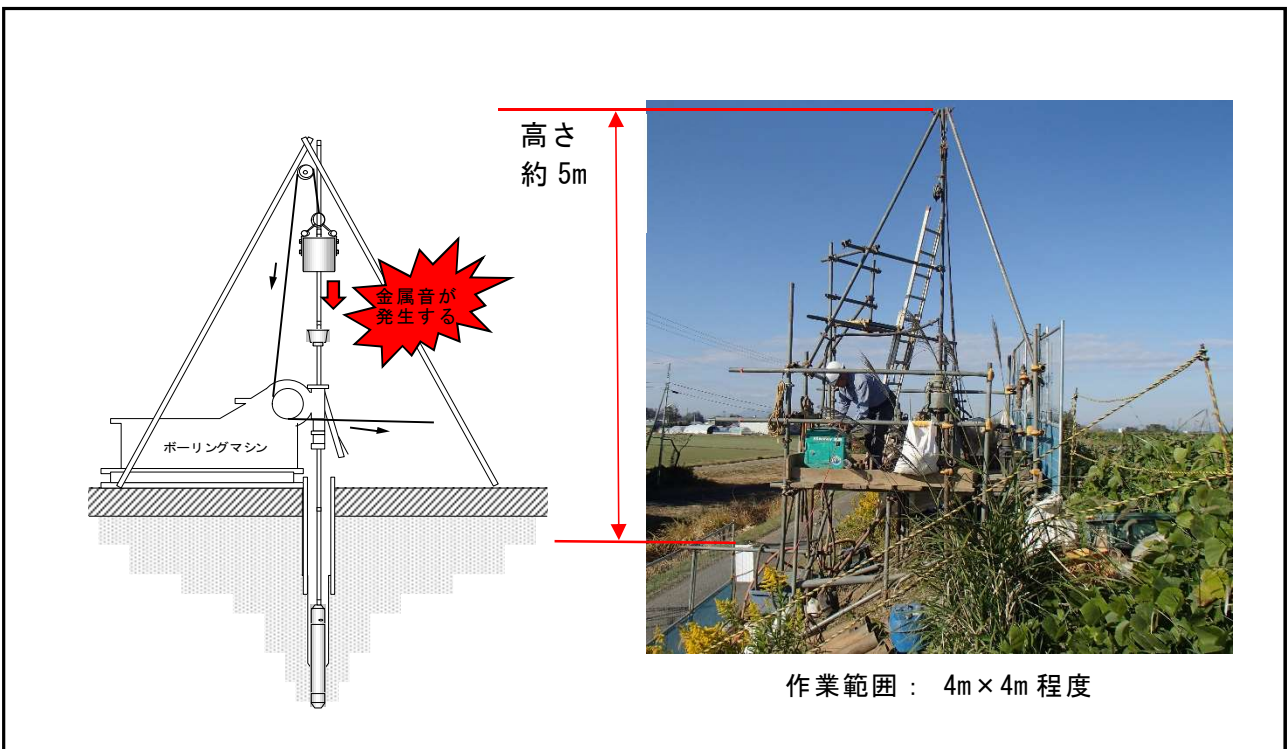 高さ
約 5m
金属音が
発生する
ボーリングマシン
作業範囲： 4m×4m 程度